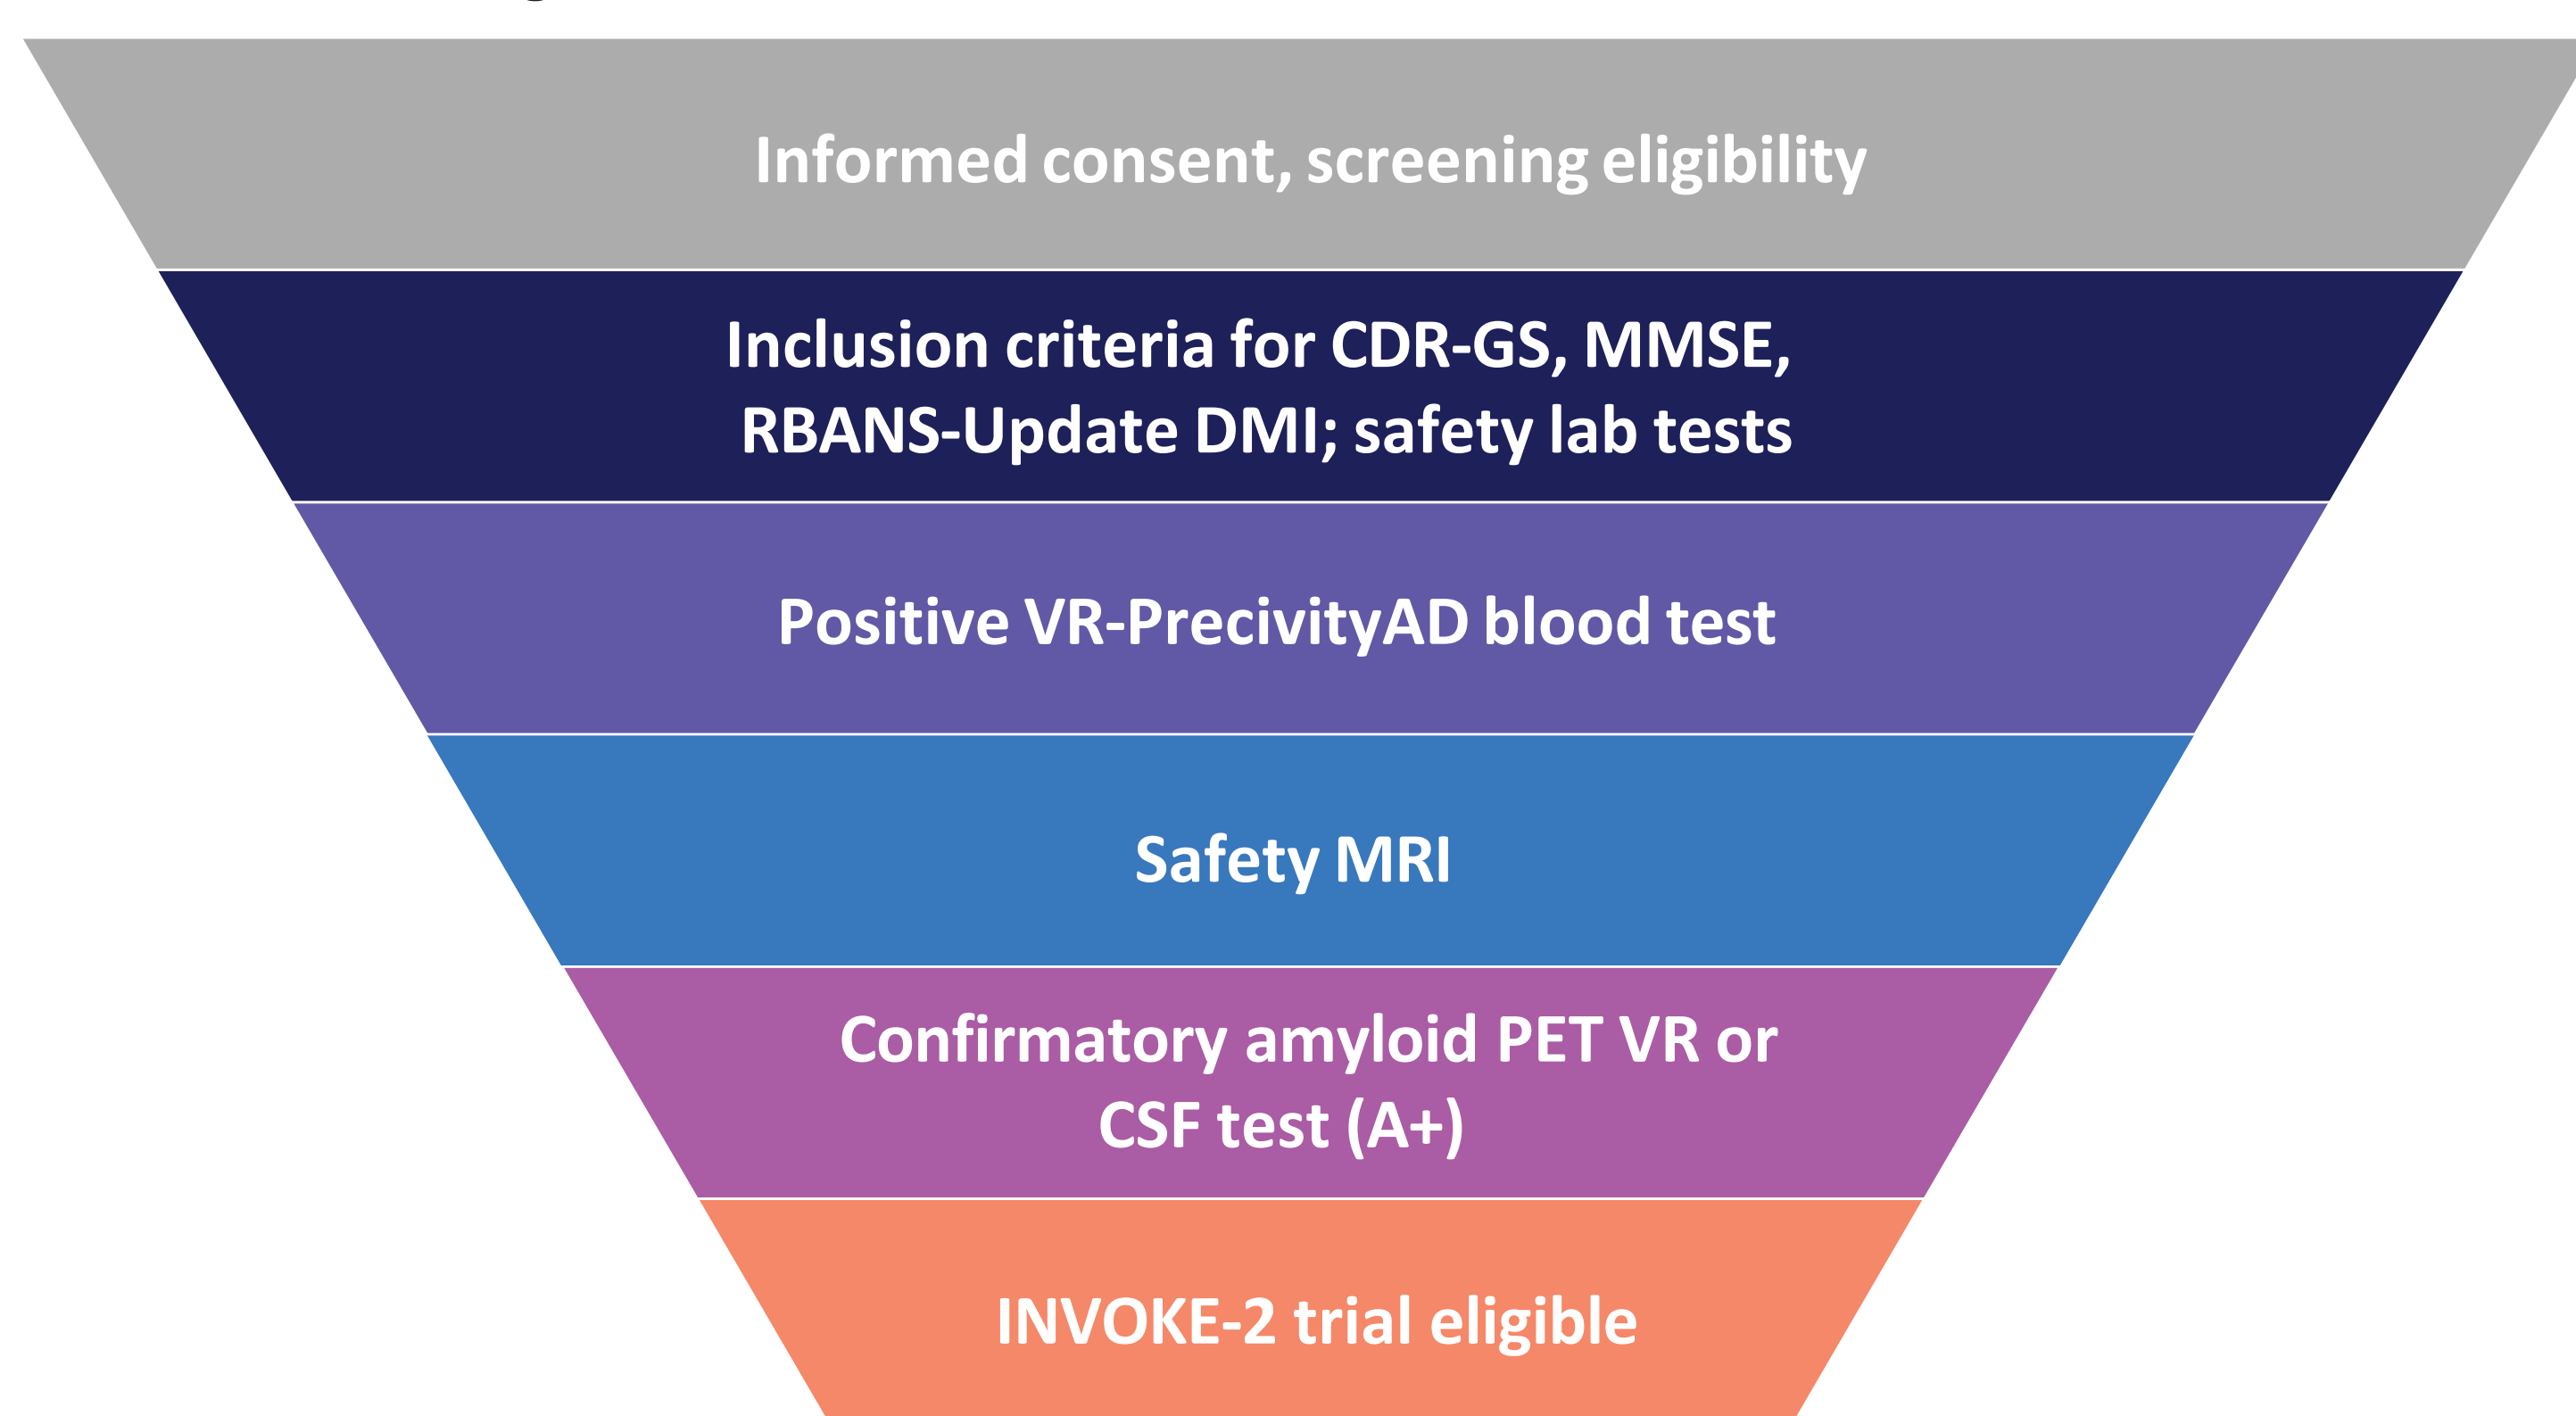 Informed consent, screening eligibility
Inclusion criteria for CDR-GS, MMSE,
RBANS-Update DMI; safety lab tests
Positive VR-PrecivityAD blood test
Safety MRI
Confirmatory amyloid PET VR or
CSF test (A+)
INVOKE-2 trial eligible